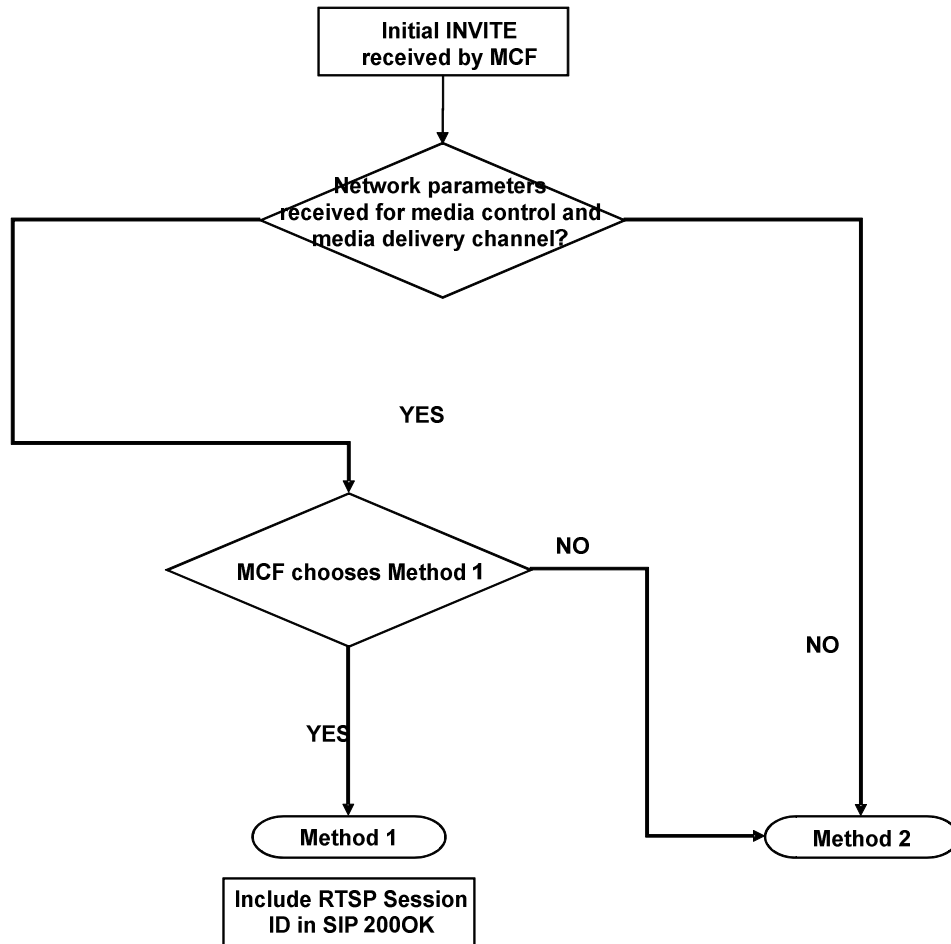 Initial INVITE
received by MCF
Network parameters
received for media control and
media delivery channel?
YES
NO
MCF chooses Method 1
NO
YES
Method 1
Method 2
Include RTSP Session
ID in SIP 200OK